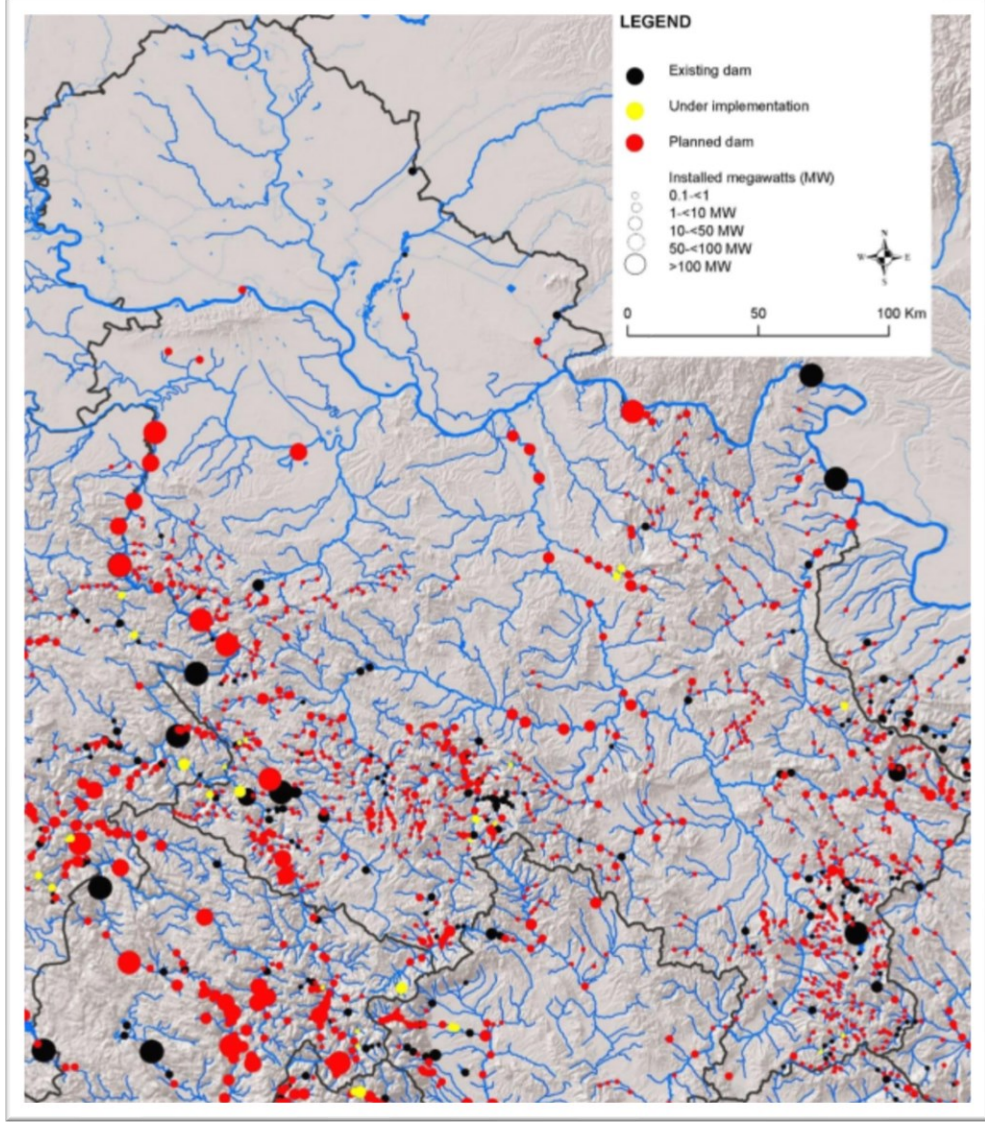 LEGEND
Existing dam
Under implementation
Planned dam
Installed megawatts (MW)
0.1-<1
1-<10 MW
10-<50 MW
50-<100 MW
>100 MW
N
W E
S
0 50 100 Km